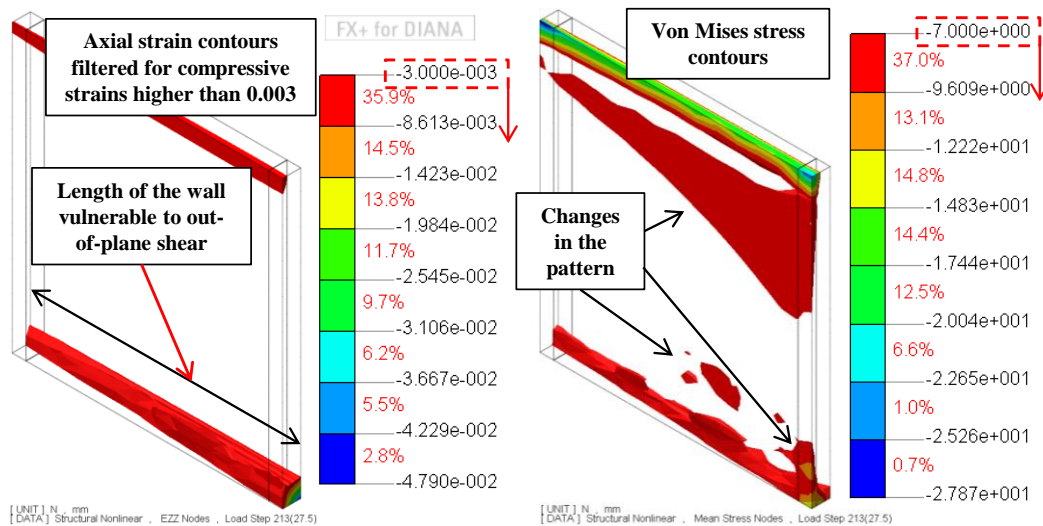 Axial strain contours
filtered for compressive
strains higher than 0.003
FX+ for DIANA
-3.000e-003
35.9%
-8.613e-003
14.5%
-1.423e-002
13.8%
-1.984e-002
11.7%
-2.545e-002
9.7%
-3.106e-002
6.2%
-3.667e-002
5.5%
-4.229e-002
2.8%
-4.790e-002
Length of the wall
vulnerable to out-
of-plane shear
[ UNIT ] N , mm
[ DATA ] Structural Nonlinear , EZZ Nodes , Load Step 213(27.5)
Von Mises stress
contours
-7.000e+000
37.0%
-9.609e+000
13.1%
-1.222e+001
14.8%
-1.483e+001
14.4%
-1.744e+001
12.5%
-2.004e+001
6.6%
-2.265e+001
1.0%
-2.526e+001
0.7%
-2.787e+001
Changes
in the
pattern
[ UNIT ] N , mm
[ DATA ] Structural Nonlinear , Mean Stress Nodes , Load Step 213(27.5)